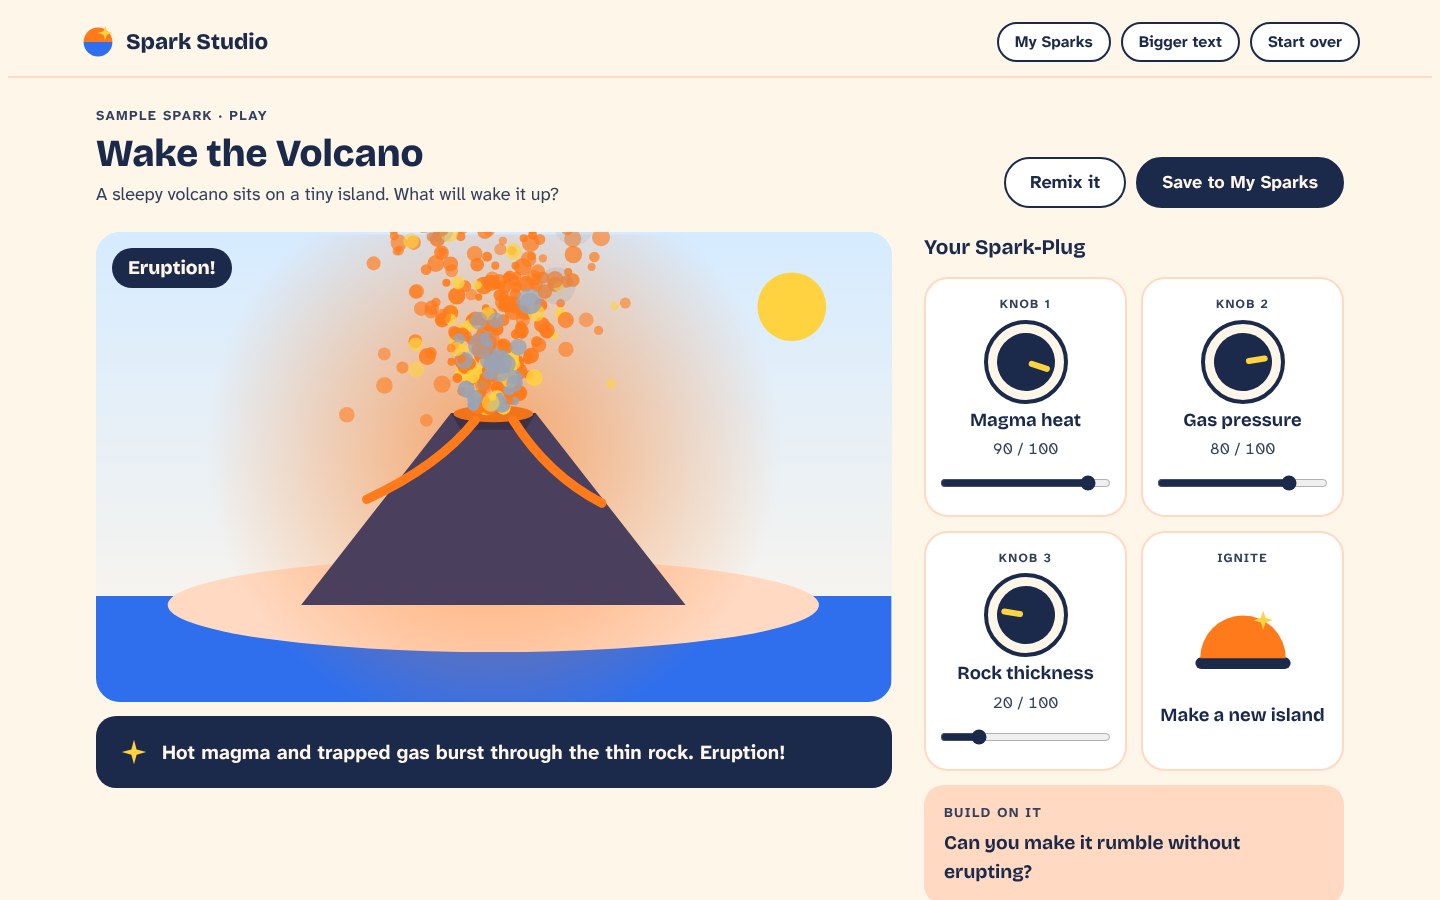 Spark Studio
My Sparks
Bigger text
Start over
SAMPLE SPARK · PLAY
Wake the Volcano
A sleepy volcano sits on a tiny island. What will wake it up?
Remix it
Save to My Sparks
Eruption!
Hot magma and trapped gas burst through the thin rock. Eruption!
Your Spark-Plug
KNOB 1
Magma heat
90 / 100
KNOB 2
Gas pressure
80 / 100
KNOB 3
Rock thickness
20 / 100
IGNITE
Make a new island
BUILD ON IT
Can you make it rumble without
erupting?